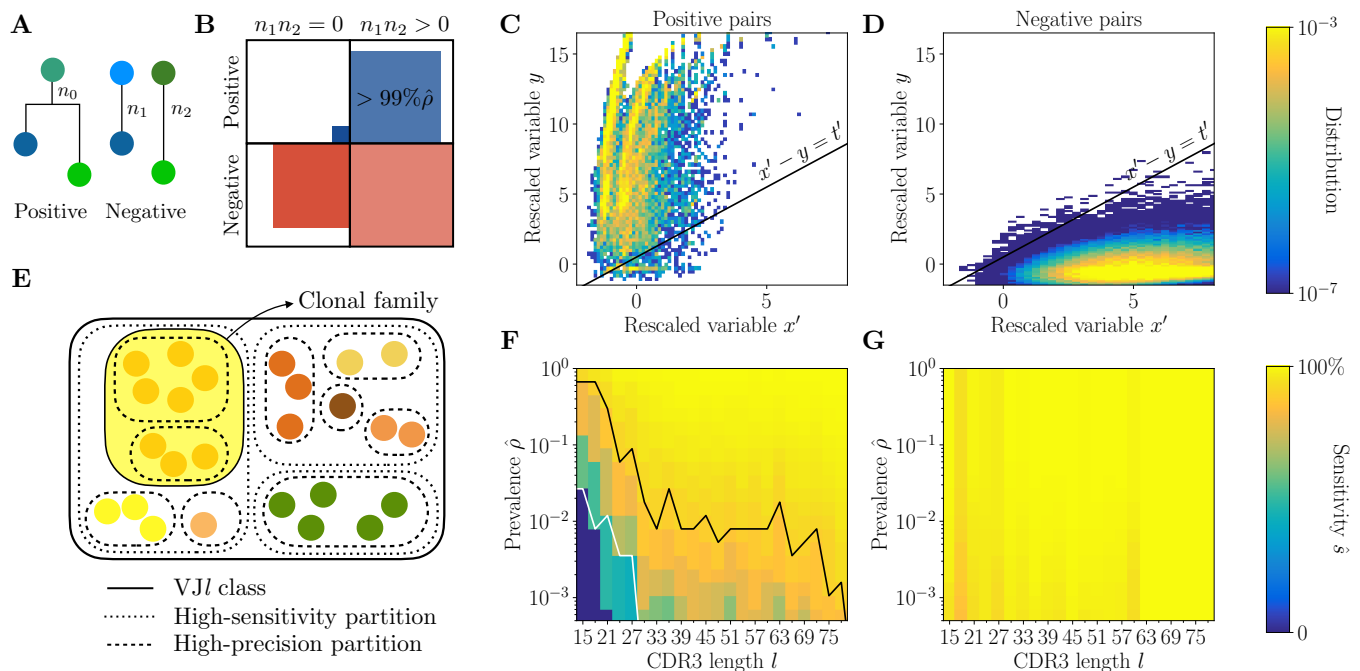 A
n₀
n₁
n₂
Positive
Negative
B
n₁n₂ = 0
n₁n₂ > 0
Positive
Negative
> 99%ρ̂
C
Positive pairs
Rescaled variable y
15
10
5
0
x′ − y = t′
0
5
Rescaled variable x′
D
Negative pairs
Rescaled variable y
15
10
5
0
x′ − y = t′
0
5
Rescaled variable x′
10⁻³
Distribution
10⁻⁷
E
Clonal family
VJl class
High-sensitivity partition
High-precision partition
F
Prevalence ρ̂
10⁰
10⁻¹
10⁻²
10⁻³
15 21 27 33 39 45 51 57 63 69 75
CDR3 length l
G
Prevalence ρ̂
10⁰
10⁻¹
10⁻²
10⁻³
15 21 27 33 39 45 51 57 63 69 75
CDR3 length l
100%
Sensitivity ŝ
0